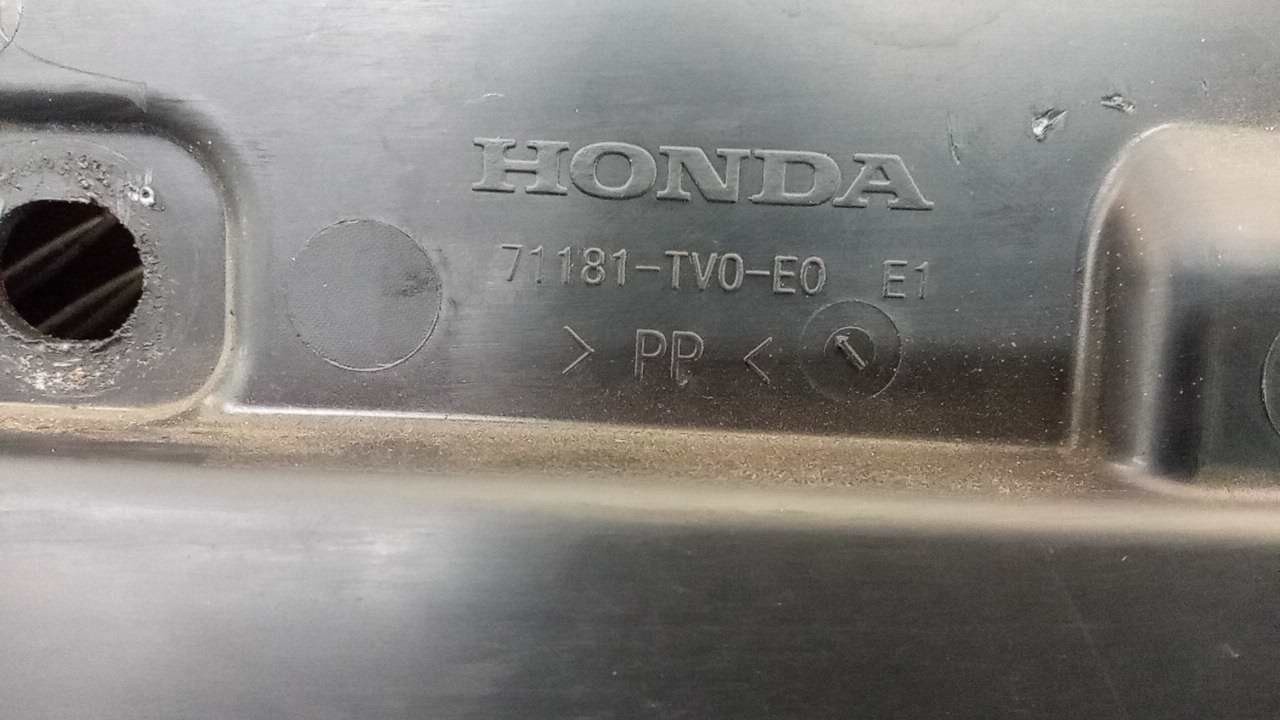 HONDA
71181-TV0-E0 E1
> PP <